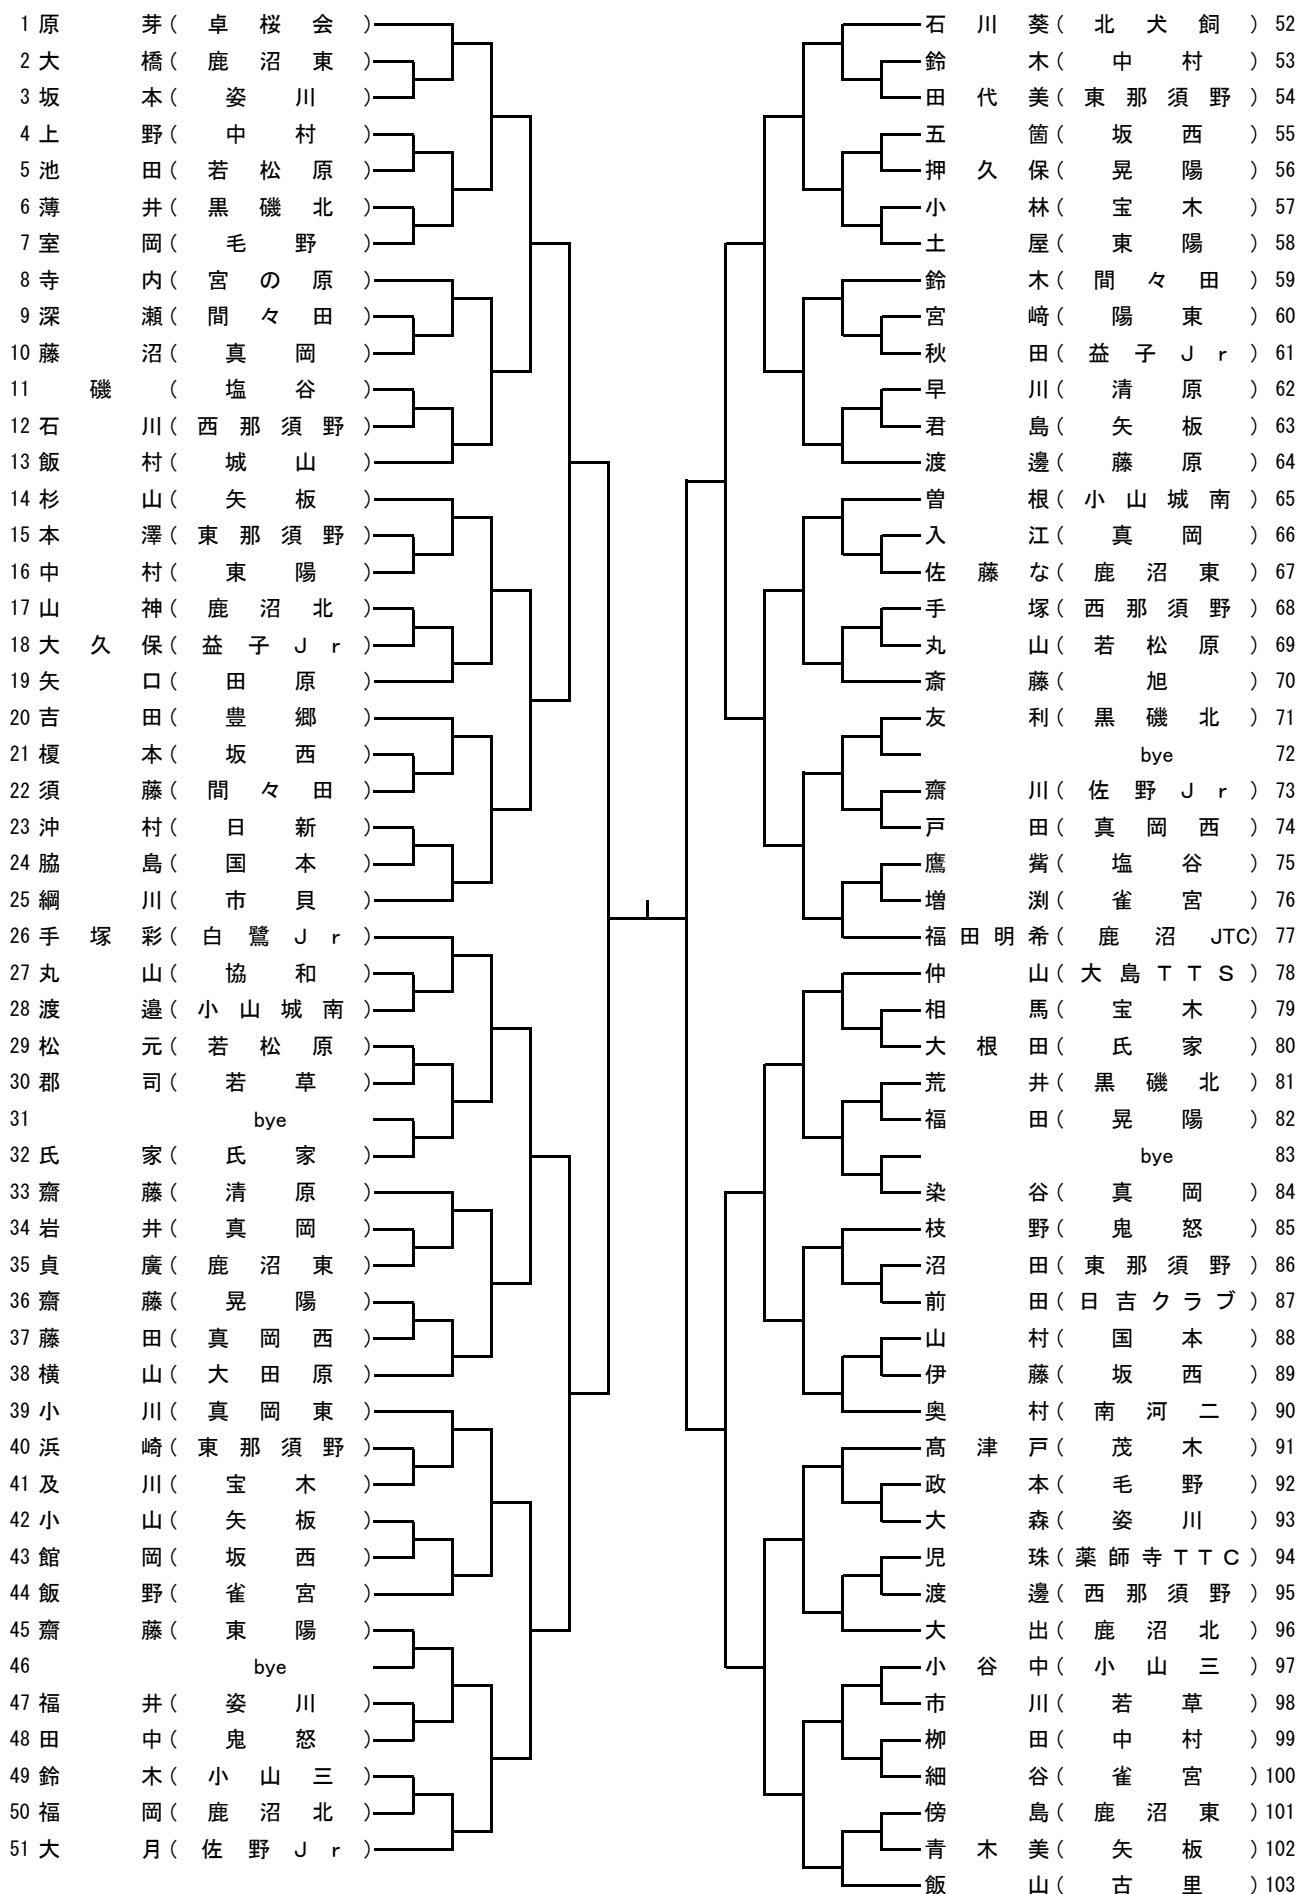 1 原芽(卓桜会)
2 大橋(鹿沼東)
3 坂本(姿川)
4 上野(中村)
5 池田(若松原)
6 薄井(黒磯北)
7 室岡(毛野)
8 寺内(宮の原)
9 深瀬(間々田)
10 藤沼(真岡)
11 磯(塩谷)
12 石川(西那須野)
13 飯村(城山)
14 杉山(矢板)
15 本澤(東那須野)
16 中村(東陽)
17 山神(鹿沼北)
18 大久保(益子Jr)
19 矢口(田原)
20 吉田(豊郷)
21 榎本(坂西)
22 須藤(間々田)
23 沖村(日新)
24 脇島(国本)
25 綱川(市貝)
26 手塚彩(白鷺Jr)
27 丸山(協和)
28 渡邉(小山城南)
29 松元(若松原)
30 郡司(若草)
31 bye
32 氏家(氏家)
33 齋藤(清原)
34 岩井(真岡)
35 貞廣(鹿沼東)
36 齋藤(晃陽)
37 藤田(真岡西)
38 横山(大田原)
39 小川(真岡東)
40 浜崎(東那須野)
41 及川(宝木)
42 小山(矢板)
43 館岡(坂西)
44 飯野(雀宮)
45 齋藤(東陽)
46 bye
47 福井(姿川)
48 田中(鬼怒)
49 鈴木(小山三)
50 福岡(鹿沼北)
51 大月(佐野Jr)
石川葵(北犬飼) 52
鈴木(中村) 53
田代美(東那須野) 54
五箇(坂西) 55
押久保(晃陽) 56
小林(宝木) 57
土屋(東陽) 58
鈴木(間々田) 59
宮﨑(陽東) 60
秋田(益子Jr) 61
早川(清原) 62
君島(矢板) 63
渡邊(藤原) 64
曽根(小山城南) 65
入江(真岡) 66
佐藤な(鹿沼東) 67
手塚(西那須野) 68
丸山(若松原) 69
斎藤(旭) 70
友利(黒磯北) 71
bye 72
齋川(佐野Jr) 73
戸田(真岡西) 74
鷹觜(塩谷) 75
増渕(雀宮) 76
福田明希(鹿沼JTC) 77
仲山(大島TTS) 78
相馬(宝木) 79
大根田(氏家) 80
荒井(黒磯北) 81
福田(晃陽) 82
bye 83
染谷(真岡) 84
枝野(鬼怒) 85
沼田(東那須野) 86
前田(日吉クラブ) 87
山村(国本) 88
伊藤(坂西) 89
奥村(南河二) 90
髙津戸(茂木) 91
政本(毛野) 92
大森(姿川) 93
児珠(薬師寺TTC) 94
渡邊(西那須野) 95
大出(鹿沼北) 96
小谷中(小山三) 97
市川(若草) 98
栁田(中村) 99
細谷(雀宮) 100
傍島(鹿沼東) 101
青木美(矢板) 102
飯山(古里) 103